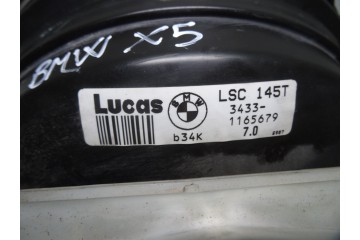 BMW X5
Lucas
BMW
LSC 145T
3433-
1165679
b34K
7.0